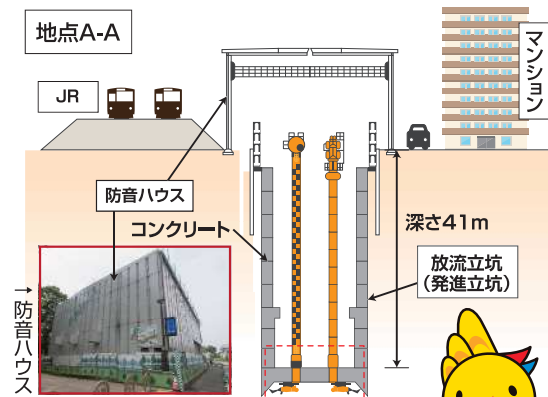 地点A-A
JR
マンション
防音ハウス
コンクリート
深さ41m
放流立坑
(発進立坑)
→防音ハウス